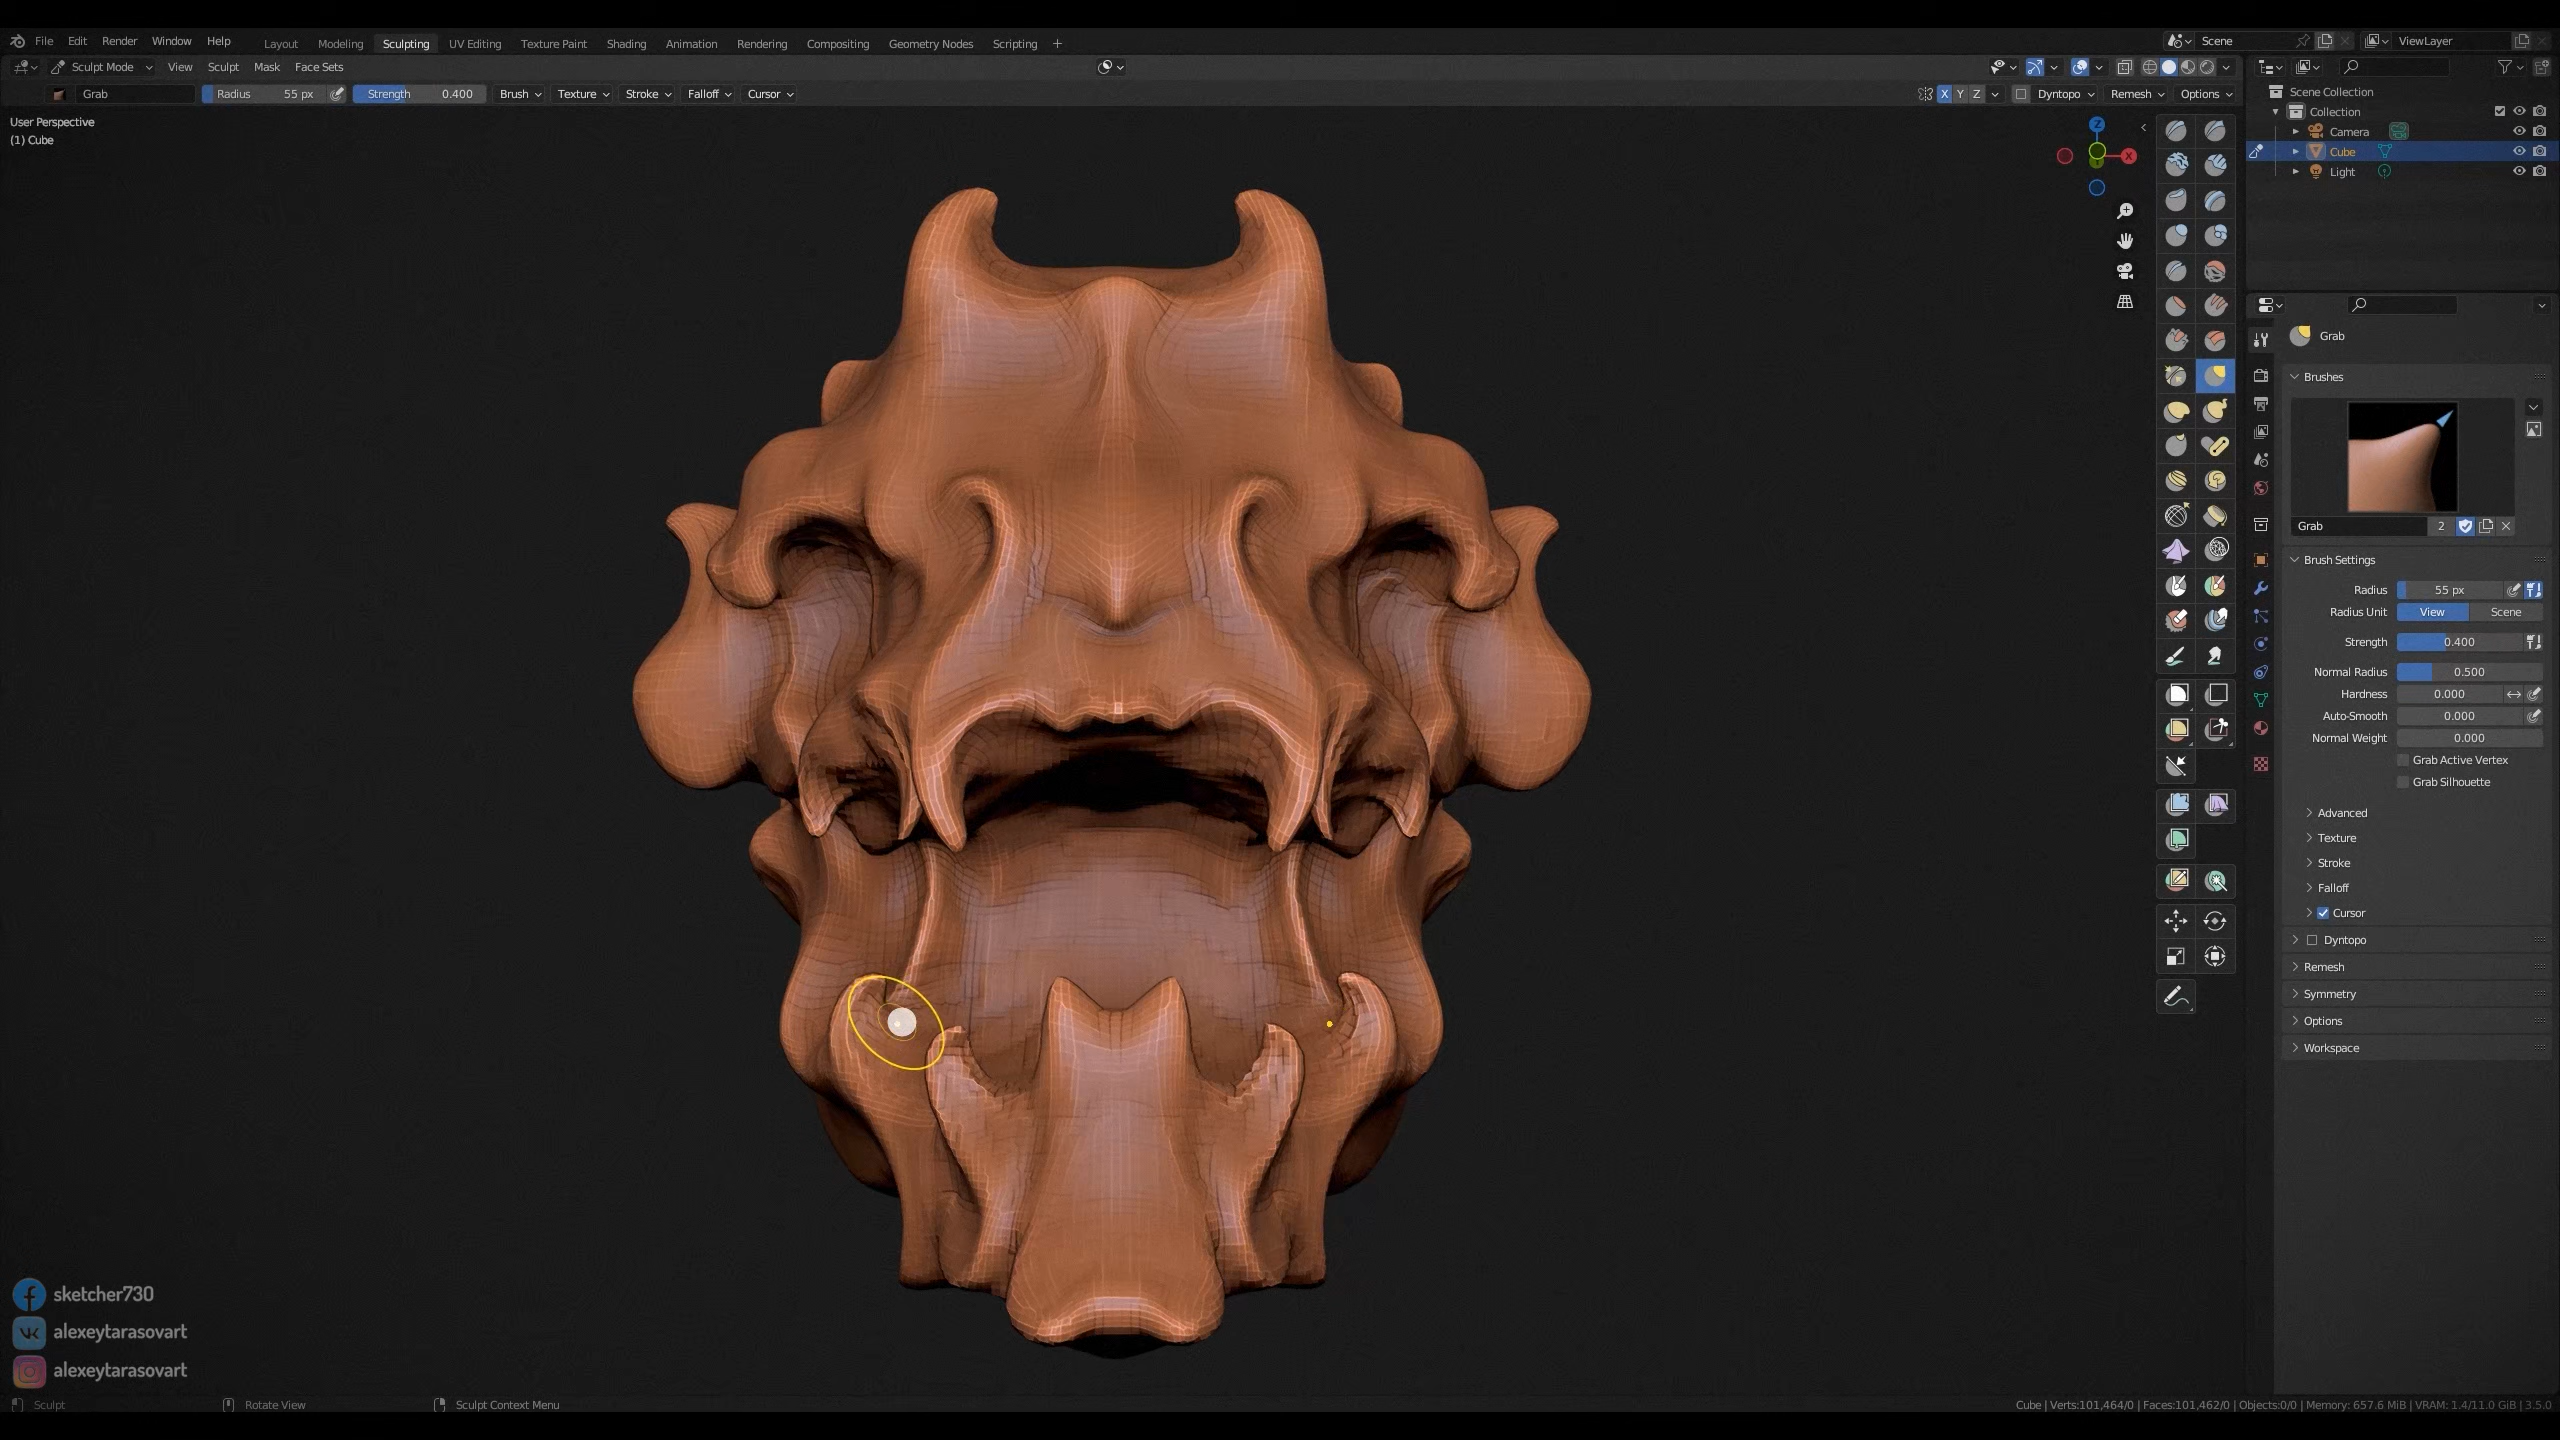 File Edit Render Window Help Layout Modeling Sculpting UV Editing Texture Paint Shading Animation Rendering Compositing Geometry Nodes Scripting + Scene ViewLayer
Sculpt Mode View Sculpt Mask Face Sets
Grab Radius 55 px Strength 0.400 Brush Texture Stroke Falloff Cursor X Y Z Dyntopo Remesh Options
User Perspective
(1) Cube
Z
X
Scene Collection
Collection
Camera
Cube
Light
Grab
Brushes
Grab 2
Brush Settings
Radius 55 px
Radius Unit View Scene
Strength 0.400
Normal Radius 0.500
Hardness 0.000
Auto-Smooth 0.000
Normal Weight 0.000
Grab Active Vertex
Grab Silhouette
Advanced
Texture
Stroke
Falloff
Cursor
Dyntopo
Remesh
Symmetry
Options
Workspace
sketcher730
alexeytarasovart
alexeytarasovart
Sculpt Rotate View Sculpt Context Menu Cube | Verts:101,464/0 | Faces:101,462/0 | Objects:0/0 | Memory: 657.6 MiB | VRAM: 1.4/11.0 GiB | 3.5.0